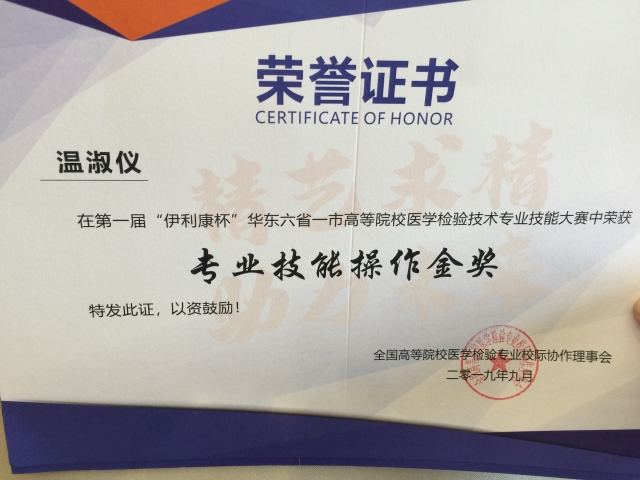 荣誉证书
CERTIFICATE OF HONOR
温淑仪
在第一届“伊利康杯”华东六省一市高等院校医学检验技术专业技能大赛中荣获
专业技能操作金奖
特发此证，以资鼓励！
全国高等院校医学检验专业校际协作理事会
二零一九年九月